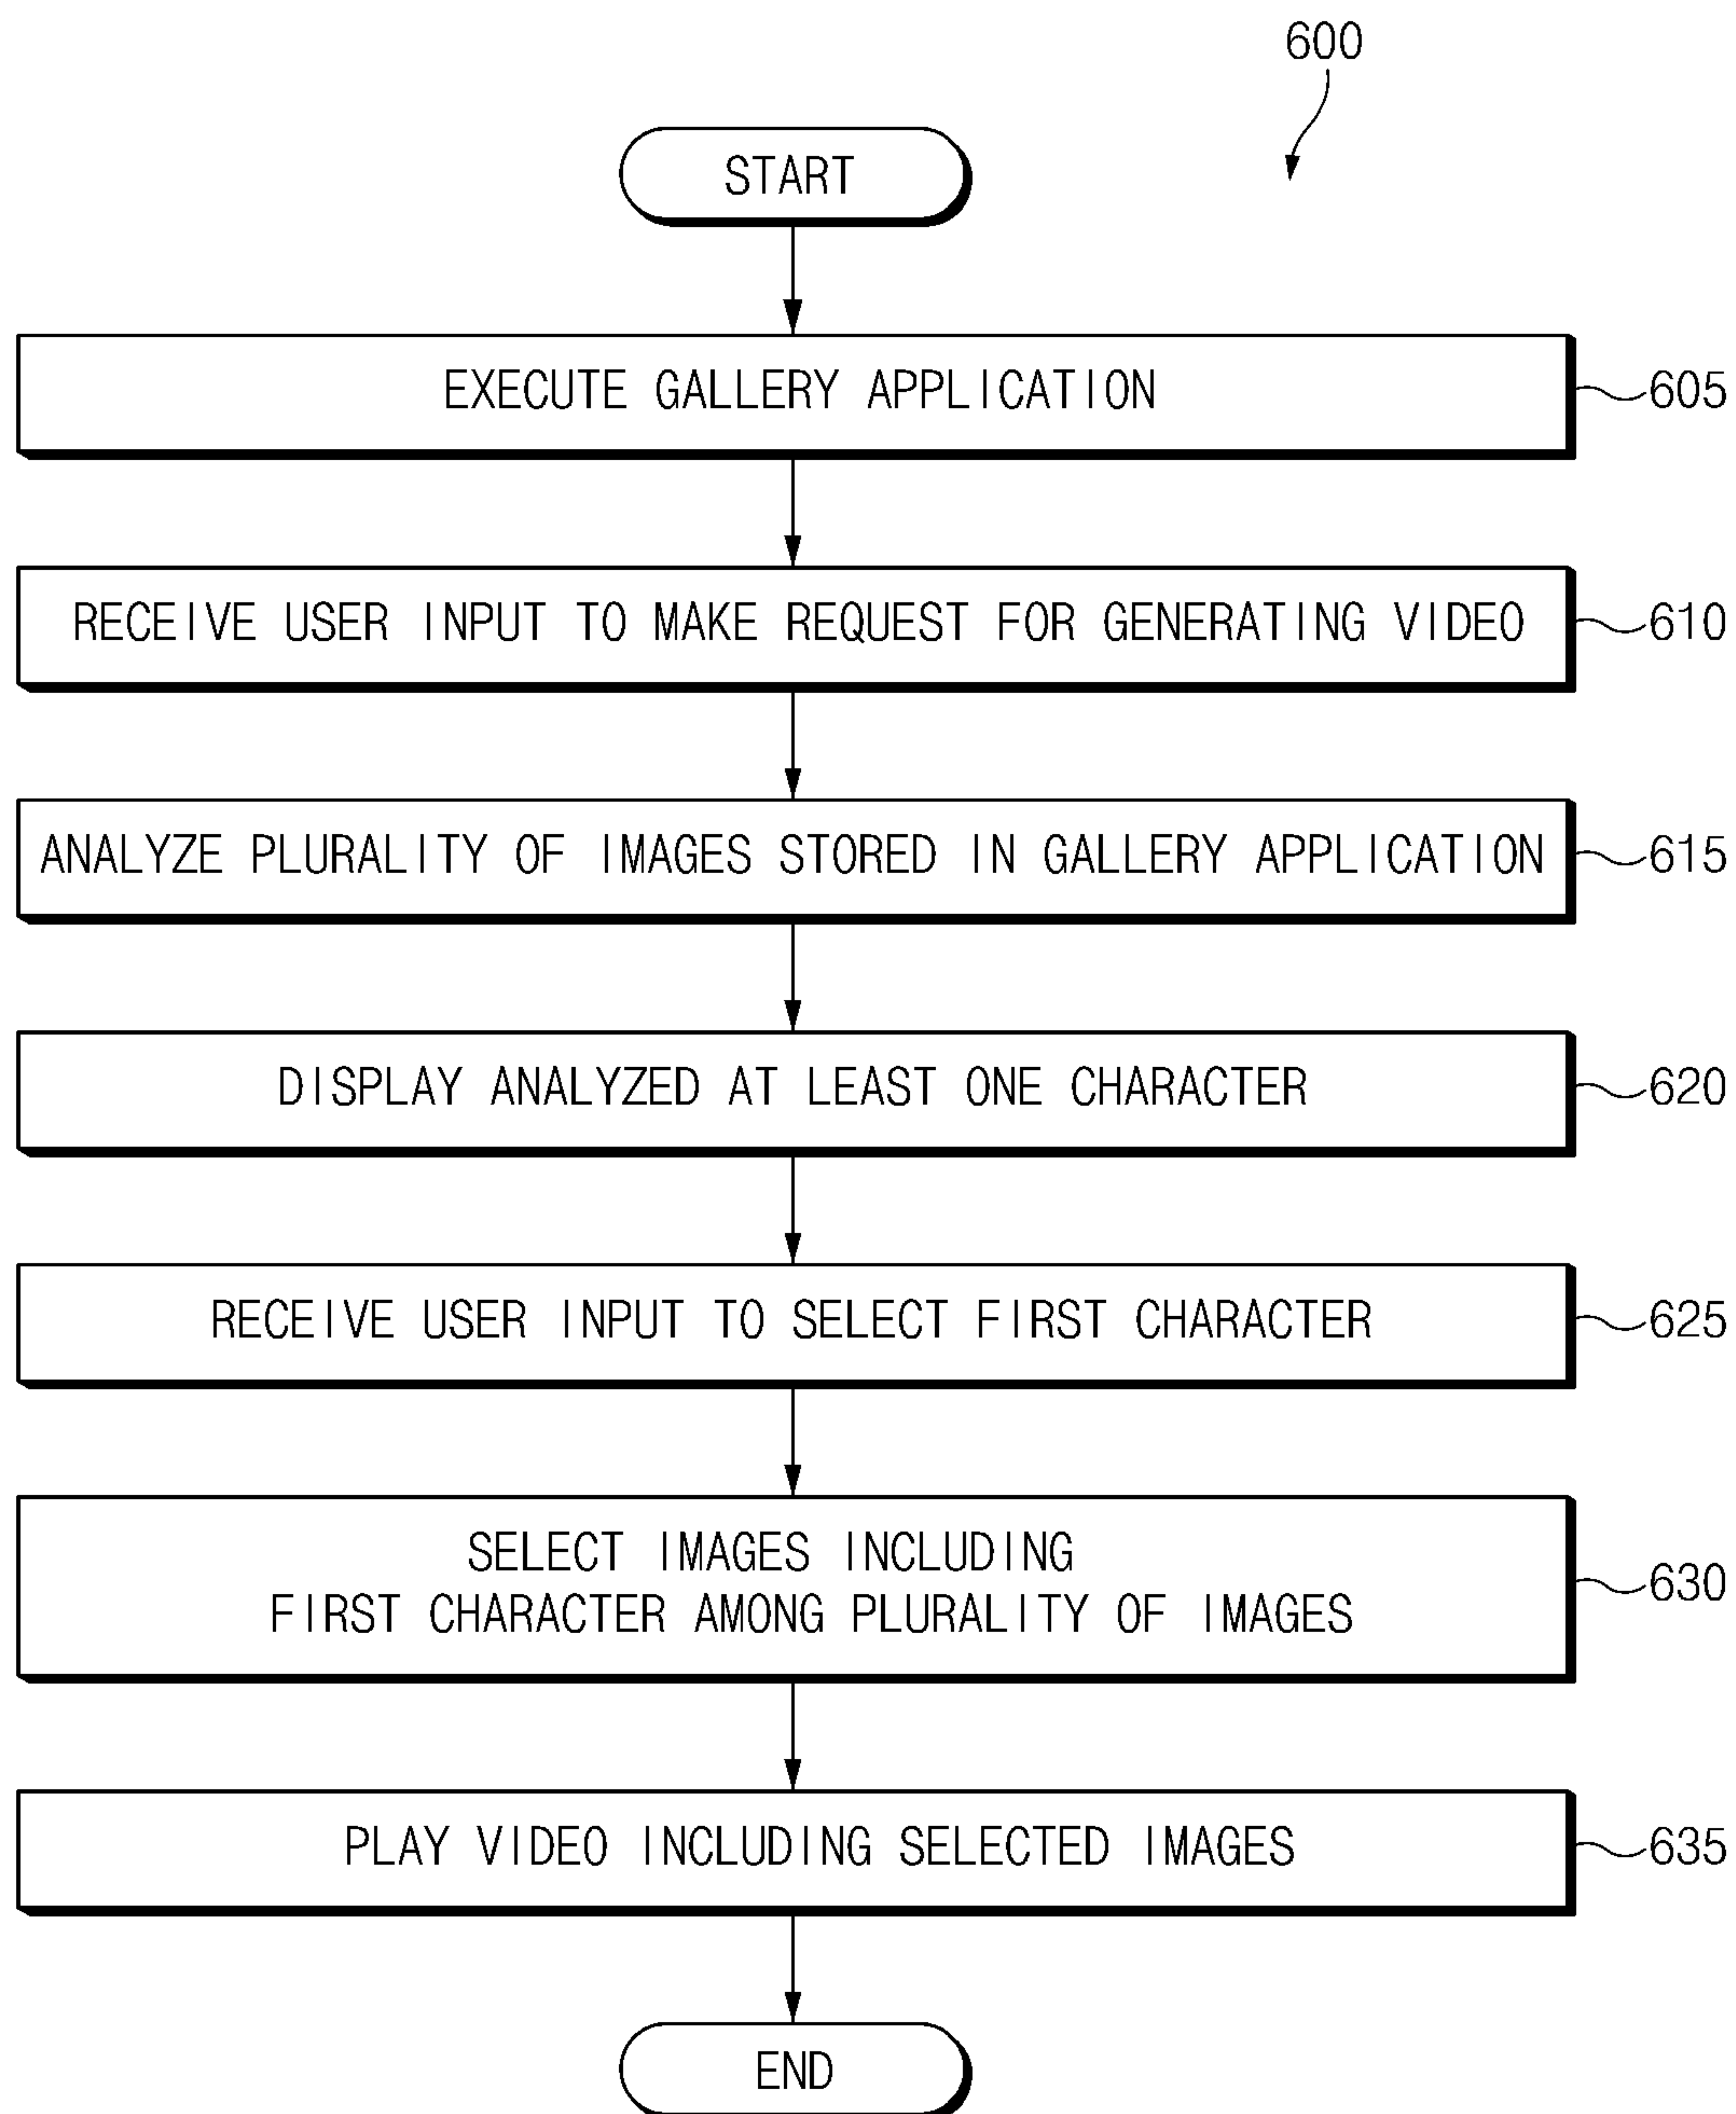 600
START
EXECUTE GALLERY APPLICATION
605
RECEIVE USER INPUT TO MAKE REQUEST FOR GENERATING VIDEO
610
ANALYZE PLURALITY OF IMAGES STORED IN GALLERY APPLICATION
615
DISPLAY ANALYZED AT LEAST ONE CHARACTER
620
RECEIVE USER INPUT TO SELECT FIRST CHARACTER
625
SELECT IMAGES INCLUDING
FIRST CHARACTER AMONG PLURALITY OF IMAGES
630
PLAY VIDEO INCLUDING SELECTED IMAGES
635
END